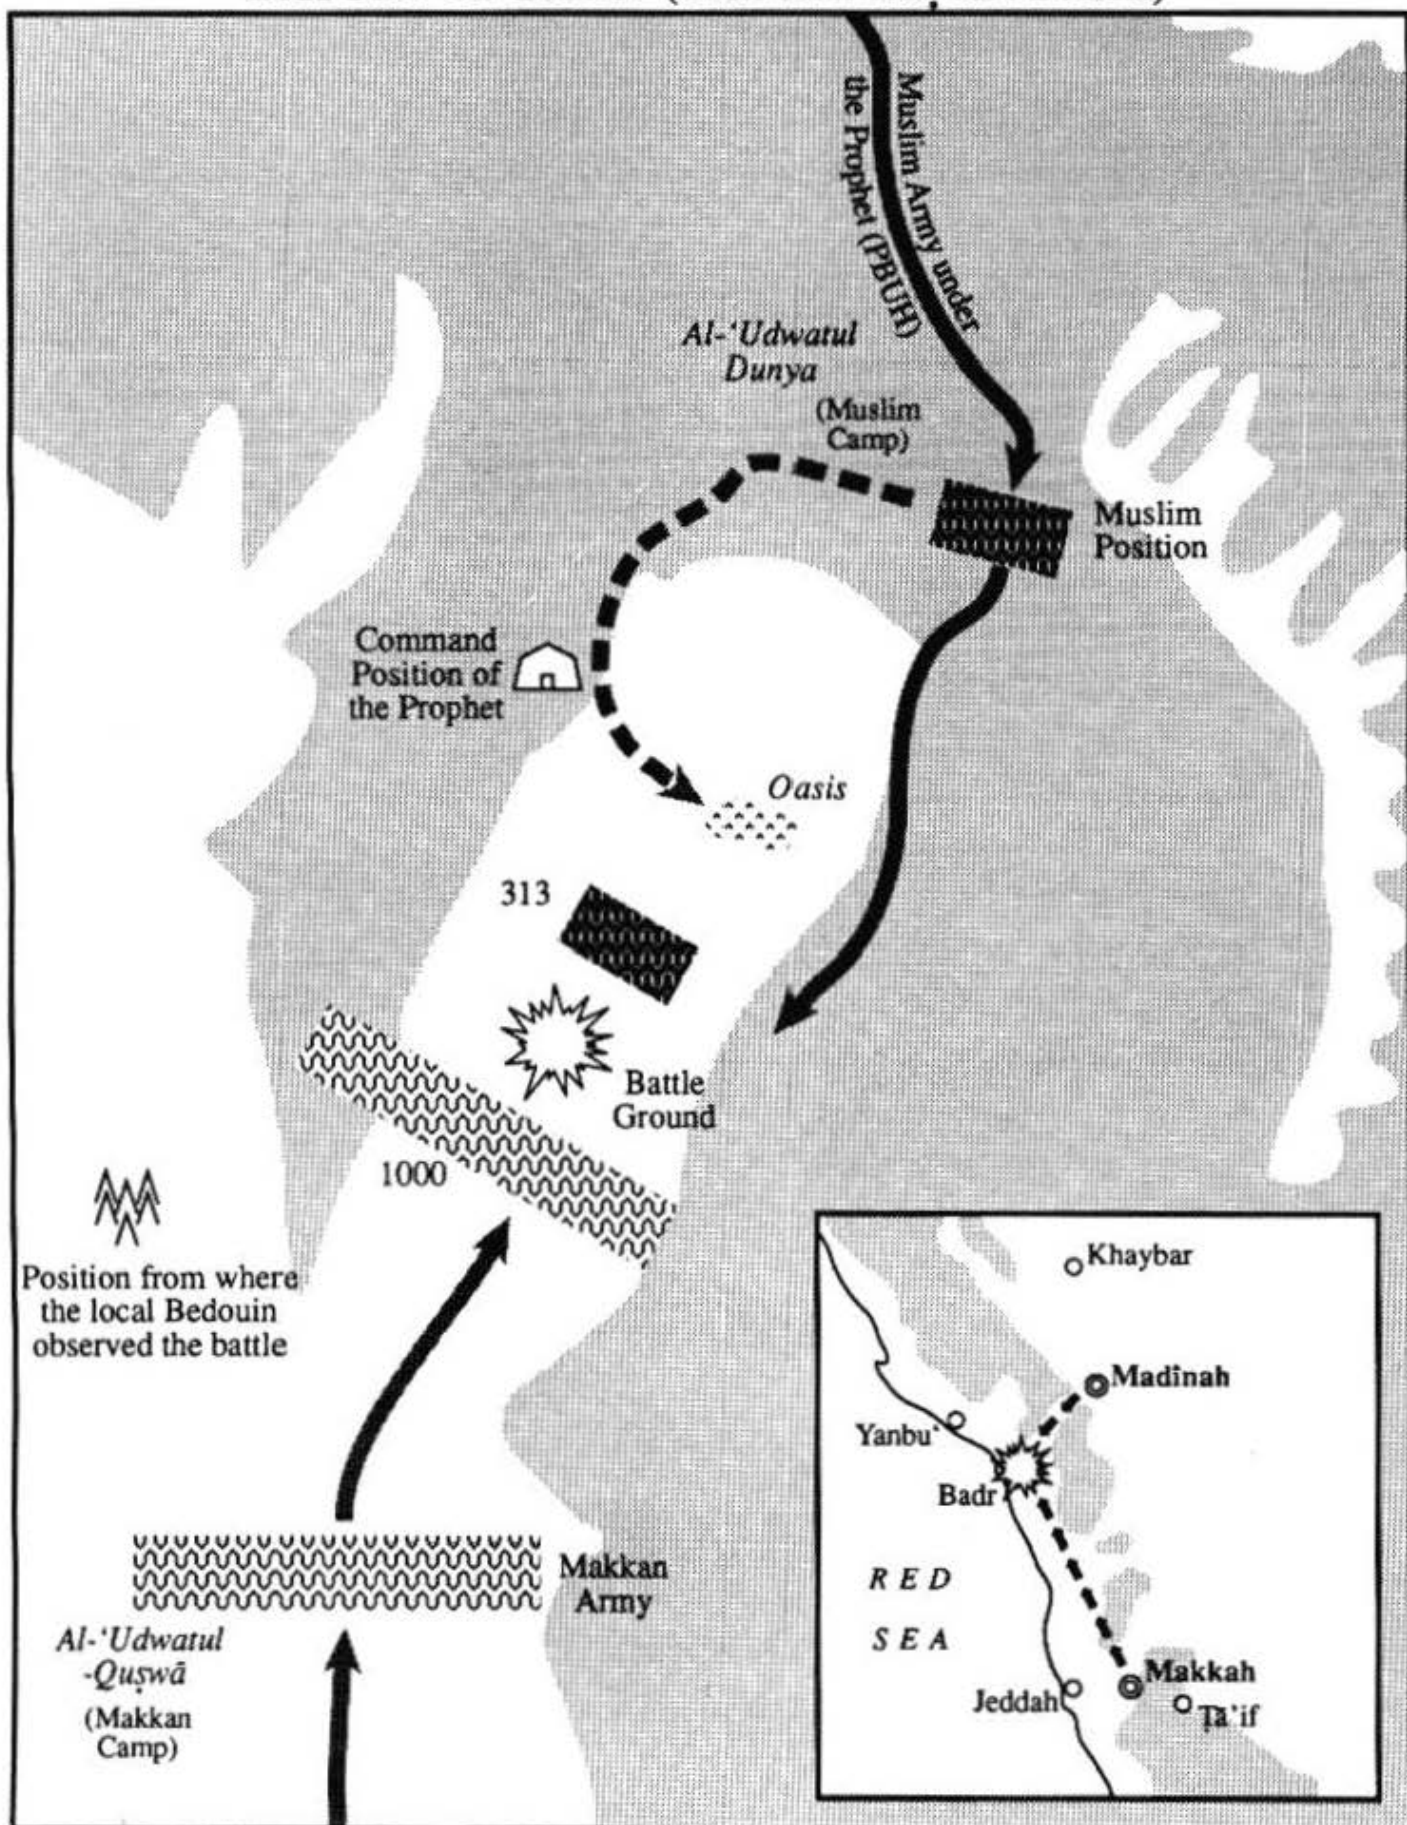 Muslim Army under
the Prophet (PBUH)
Al-‘Udwatul
Dunya
(Muslim
Camp)
Muslim
Position
Command
Position of
the Prophet
Oasis
313
Battle
Ground
1000
Position from where
the local Bedouin
observed the battle
Makkan
Army
Al-‘Udwatul
-Quṣwā
(Makkan
Camp)
Khaybar
Madînah
Yanbu‘
Badr
RED
SEA
Makkah
Jeddah
Ṭā’if